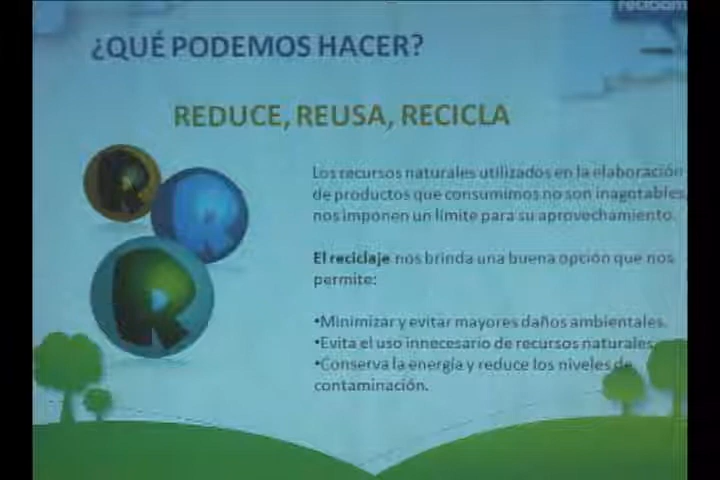 recibam
¿QUÉ PODEMOS HACER?
REDUCE, REUSA, RECICLA
R
R
R
Los recursos naturales utilizados en la elaboración
de productos que consumimos no son inagotables,
nos imponen un límite para su aprovechamiento.
El reciclaje nos brinda una buena opción que nos
permite:
•Minimizar y evitar mayores daños ambientales.
•Evita el uso innecesario de recursos naturales.
•Conserva la energía y reduce los niveles de
contaminación.